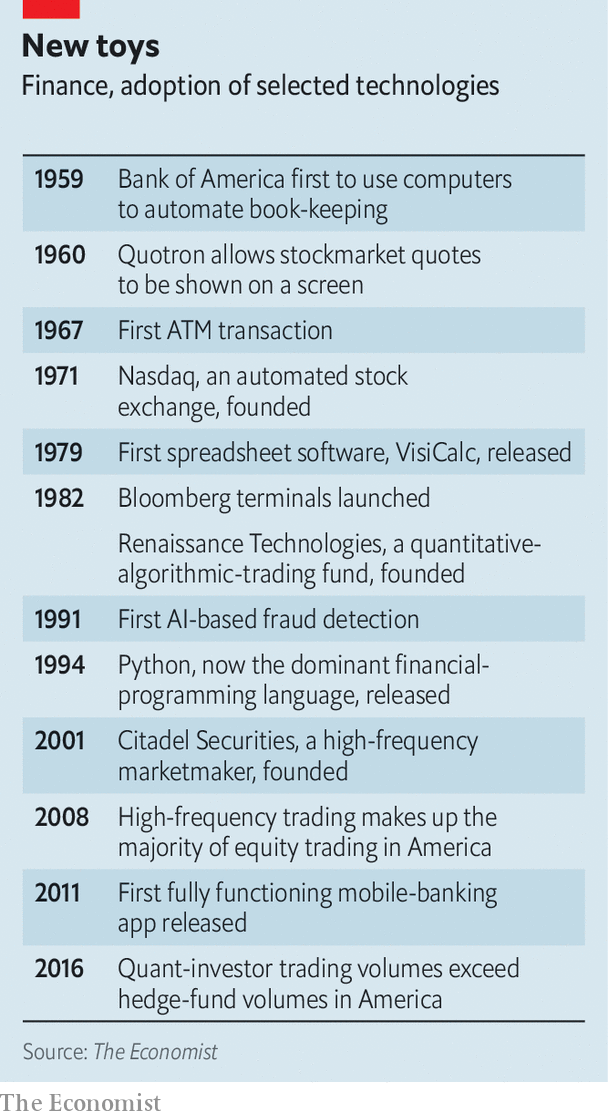 New toys
Finance, adoption of selected technologies
1959 Bank of America first to use computers
to automate book-keeping
1960 Quotron allows stockmarket quotes
to be shown on a screen
1967 First ATM transaction
1971 Nasdaq, an automated stock
exchange, founded
1979 First spreadsheet software, VisiCalc, released
1982 Bloomberg terminals launched
Renaissance Technologies, a quantitative-
algorithmic-trading fund, founded
1991 First AI-based fraud detection
1994 Python, now the dominant financial-
programming language, released
2001 Citadel Securities, a high-frequency
marketmaker, founded
2008 High-frequency trading makes up the
majority of equity trading in America
2011 First fully functioning mobile-banking
app released
2016 Quant-investor trading volumes exceed
hedge-fund volumes in America
Source: The Economist
The Economist